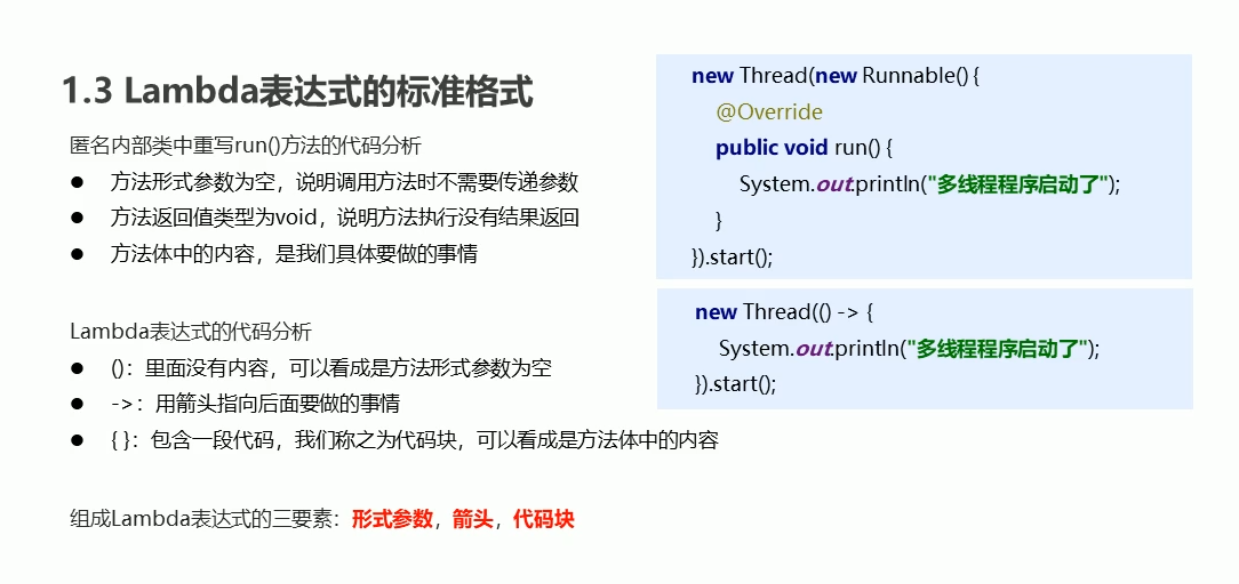 1.3 Lambda表达式的标准格式
匿名内部类中重写run()方法的代码分析
● 方法形式参数为空，说明调用方法时不需要传递参数
● 方法返回值类型为void，说明方法执行没有结果返回
● 方法体中的内容，是我们具体要做的事情
Lambda表达式的代码分析
● ()：里面没有内容，可以看成是方法形式参数为空
● ->：用箭头指向后面要做的事情
● { }：包含一段代码，我们称之为代码块，可以看成是方法体中的内容
组成Lambda表达式的三要素：形式参数，箭头，代码块
new Thread(new Runnable() {
@Override
public void run() {
System.out.println("多线程程序启动了");
}
}).start();
new Thread(() -> {
System.out.println("多线程程序启动了");
}).start();